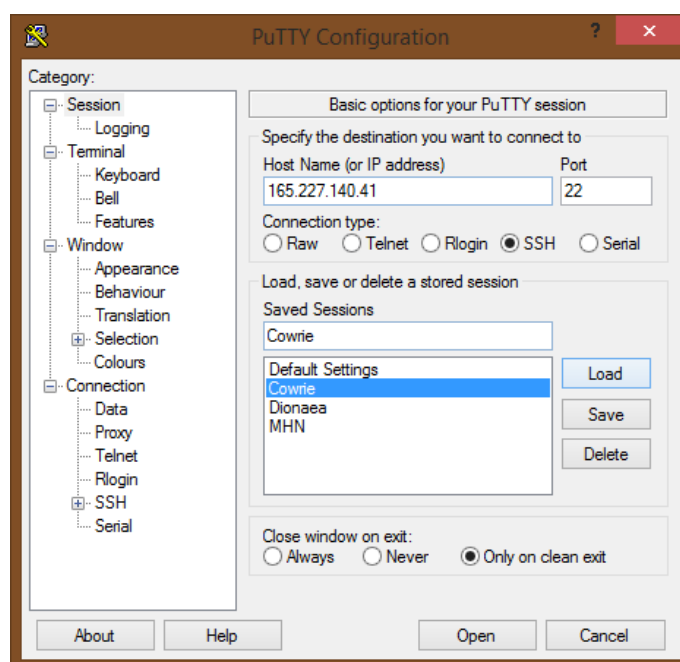 PuTTY Configuration
?
×
Category:
Session
Logging
Terminal
Keyboard
Bell
Features
Window
Appearance
Behaviour
Translation
Selection
Colours
Connection
Data
Proxy
Telnet
Rlogin
SSH
Serial
Basic options for your PuTTY session
Specify the destination you want to connect to
Host Name (or IP address) Port
165.227.140.41 22
Connection type:
Raw Telnet Rlogin SSH Serial
Load, save or delete a stored session
Saved Sessions
Cowrie
Default Settings
Cowrie
Dionaea
MHN
Load
Save
Delete
Close window on exit:
Always Never Only on clean exit
About Help Open Cancel